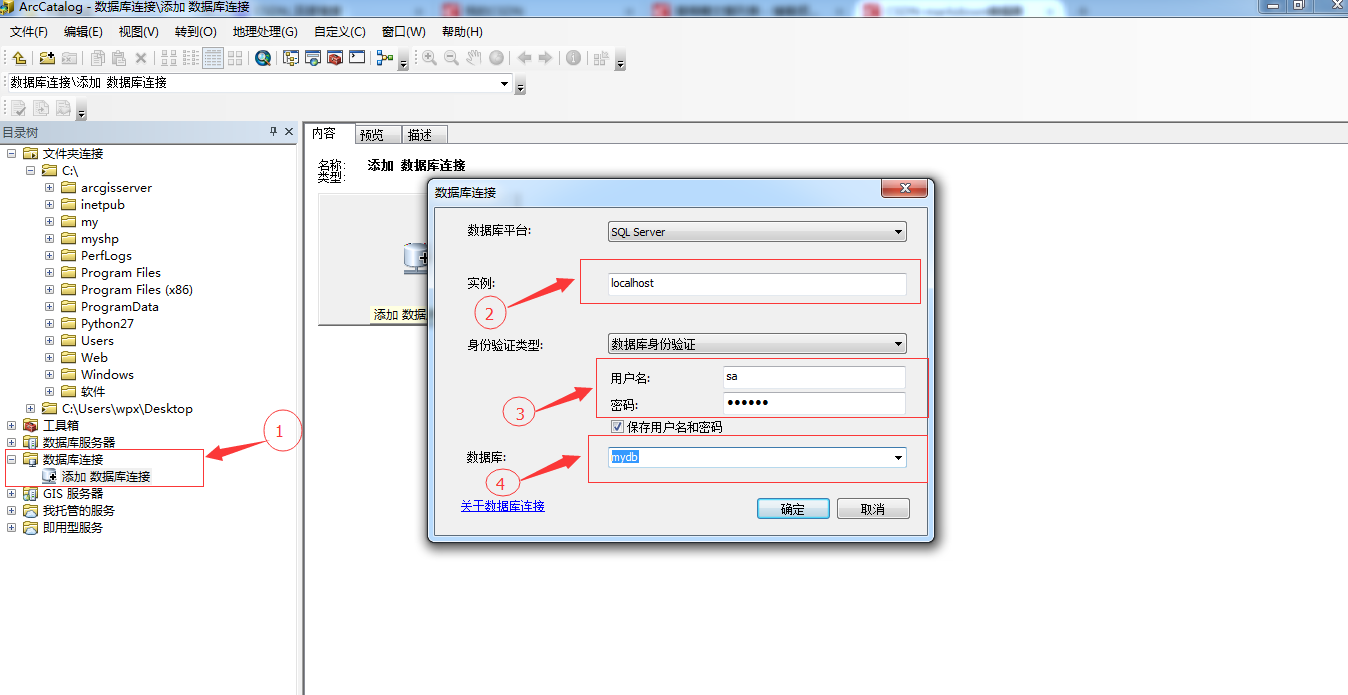 ArcCatalog - 数据库连接\添加 数据库连接
文件(F) 编辑(E) 视图(V) 转到(O) 地理处理(G) 自定义(C) 窗口(W) 帮助(H)
数据库连接\添加 数据库连接
目录树
文件夹连接
C:\
arcgisserver
inetpub
my
myshp
PerfLogs
Program Files
Program Files (x86)
ProgramData
Python27
Users
Web
Windows
软件
C:\Users\wpx\Desktop
工具箱
数据库服务器
数据库连接
添加 数据库连接
GIS 服务器
我托管的服务
即用型服务
1
内容 预览 描述
名称: 添加 数据库连接
类型:
添加 数据
数据库连接
数据库平台: SQL Server
实例: localhost
2
身份验证类型: 数据库身份验证
用户名: sa
密码: ••••••
3
保存用户名和密码
数据库: mydb
4
关于数据库连接
确定 取消